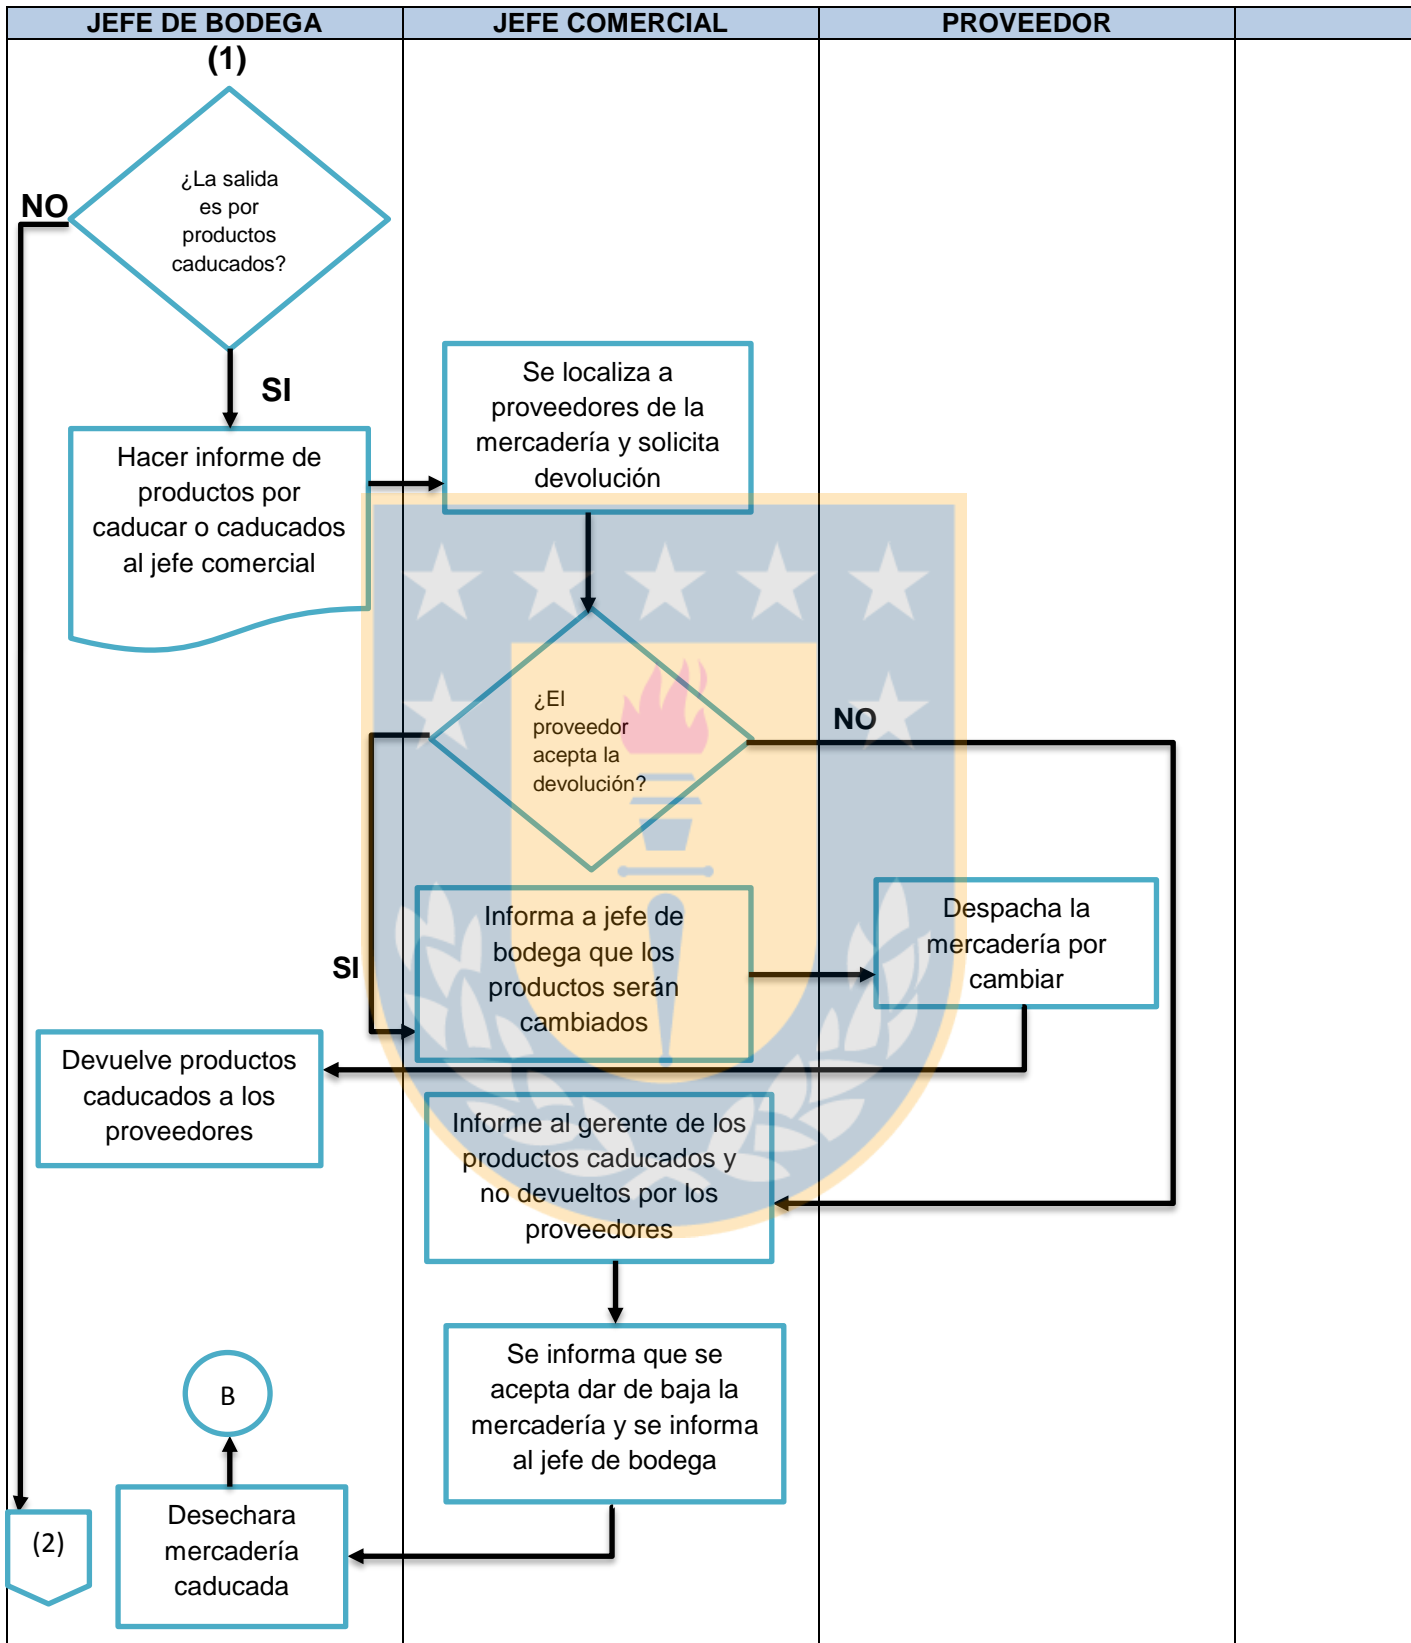 JEFE DE BODEGA
JEFE COMERCIAL
PROVEEDOR
(1)
¿La salida
es por
productos
caducados?
NO
SI
Hacer informe de
productos por
caducar o caducados
al jefe comercial
Se localiza a
proveedores de la
mercadería y solicita
devolución
¿El
proveedor
acepta la
devolución?
NO
SI
Informa a jefe de
bodega que los
productos serán
cambiados
Despacha la
mercadería por
cambiar
Devuelve productos
caducados a los
proveedores
Informe al gerente de los
productos caducados y
no devueltos por los
proveedores
Se informa que se
acepta dar de baja la
mercadería y se informa
al jefe de bodega
B
Desechara
mercadería
caducada
(2)